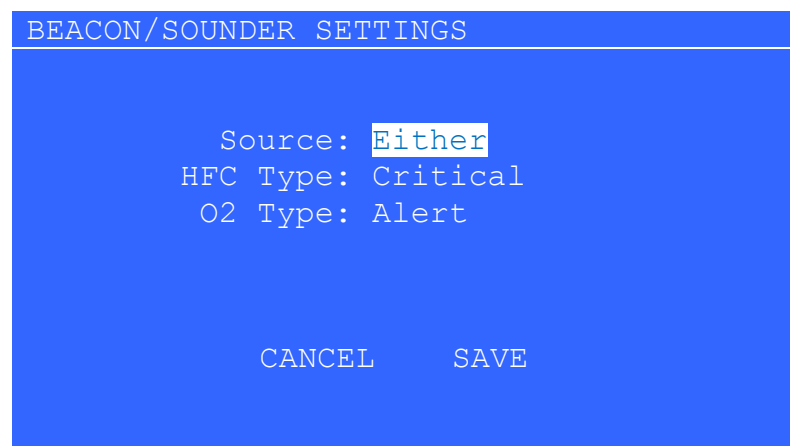 BEACON/SOUNDER SETTINGS
Source: Either
HFC Type: Critical
O2 Type: Alert
CANCEL SAVE